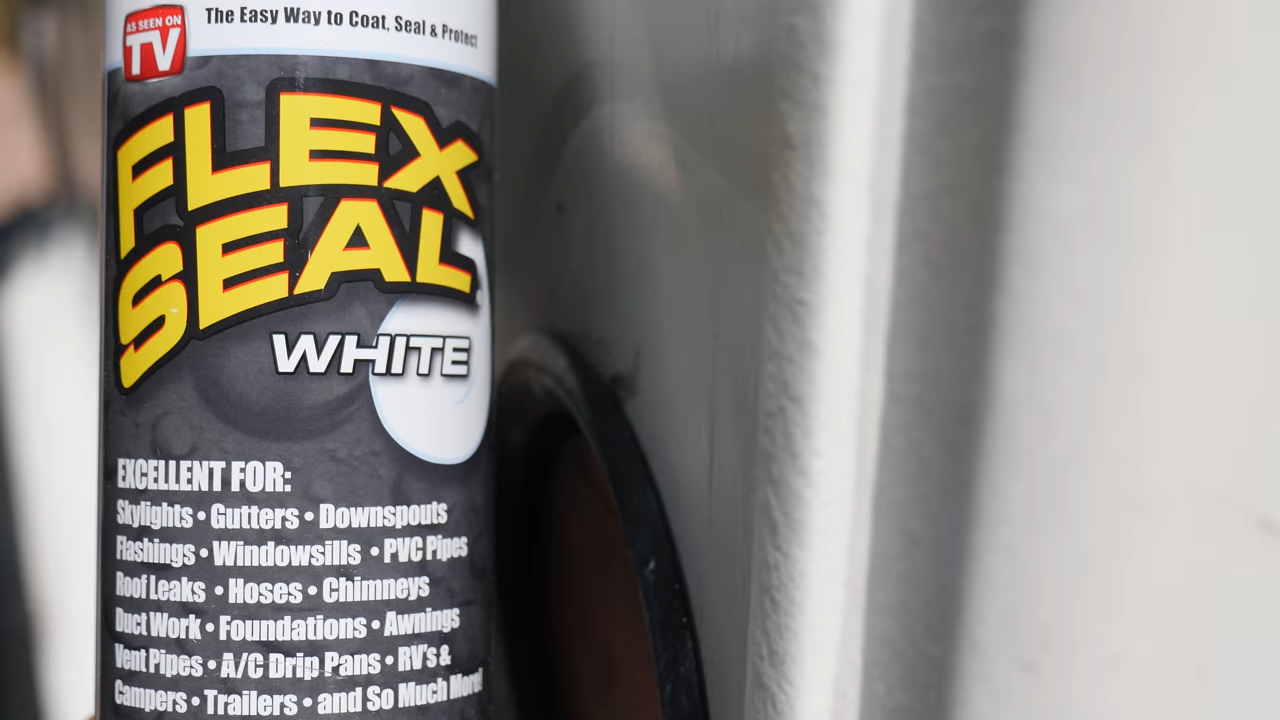 AS SEEN ON
TV
The Easy Way to Coat, Seal & Protect
FLEX
SEAL
WHITE
EXCELLENT FOR:
Skylights • Gutters • Downspouts
Flashings • Windowsills • PVC Pipes
Roof Leaks • Hoses • Chimneys
Duct Work • Foundations • Awnings
Vent Pipes • A/C Drip Pans • RV's &
Campers • Trailers • and So Much More!